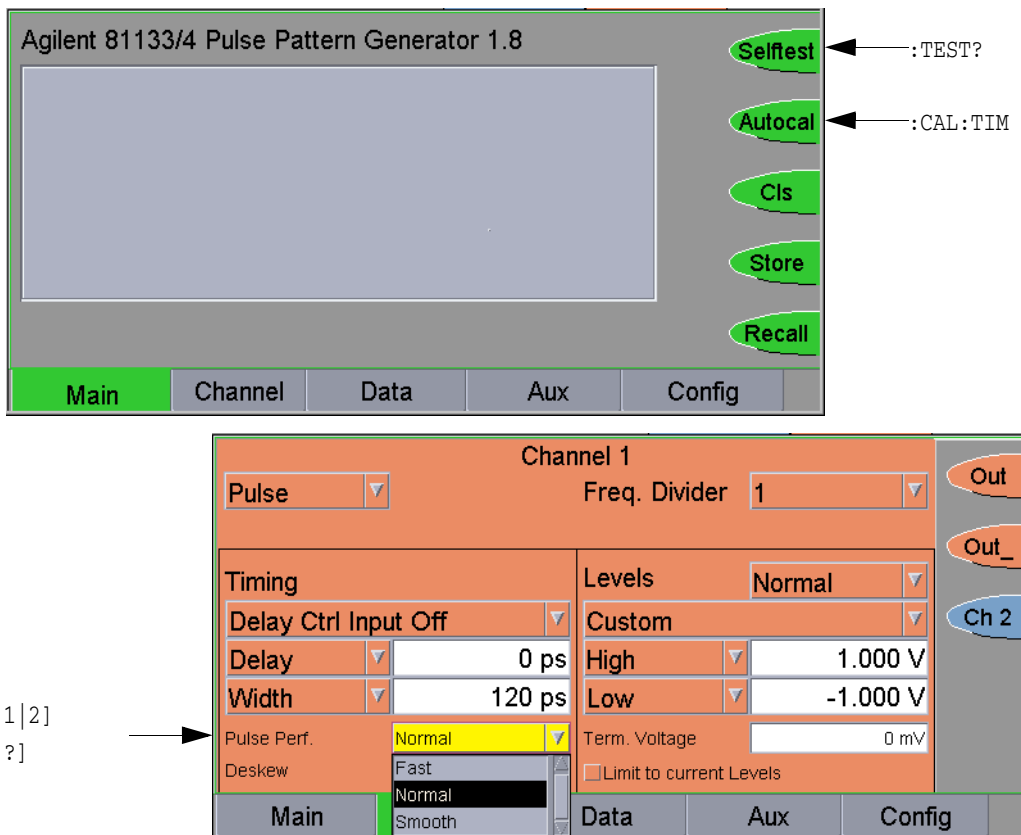 Agilent 81133/4 Pulse Pattern Generator 1.8
Selftest
:TEST?
Autocal
:CAL:TIM
Cls
Store
Recall
Main Channel Data Aux Config
Channel 1
Pulse
Freq. Divider 1
Out
Out_
Ch 2
Timing
Delay Ctrl Input Off
Delay 0 ps
Width 120 ps
Pulse Perf. Normal
Deskew
Fast
Normal
Smooth
Levels Normal
Custom
High 1.000 V
Low -1.000 V
Term. Voltage 0 mV
Limit to current Levels
1|2]
?]
Main Data Aux Config